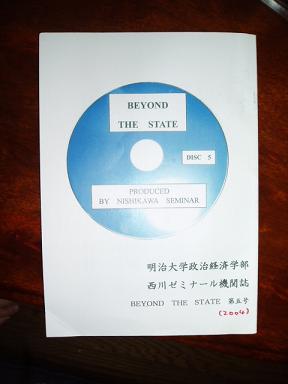 BEYOND
THE STATE
DISC 5
PRODUCED
BY NISHIKAWA SEMINAR
明治大学政治経済学部
西川ゼミナール機関誌
BEYOND THE STATE 第五号
(2004)